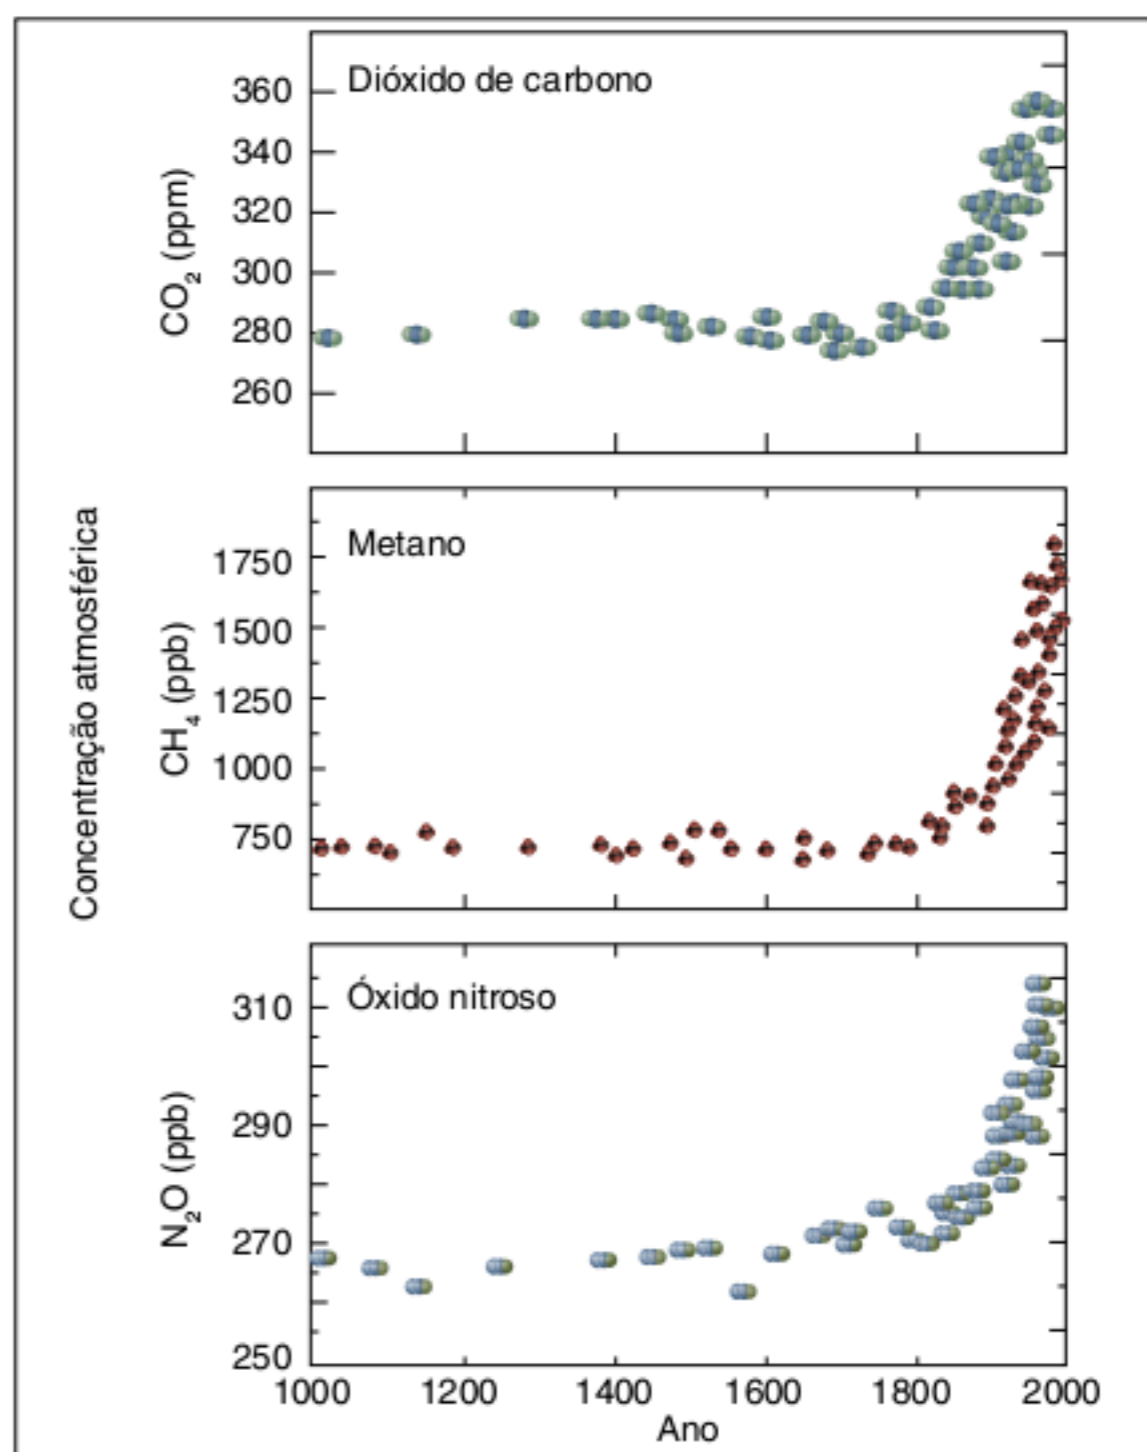 Concentração atmosférica
Dióxido de carbono
CO2 (ppm)
360
340
320
300
280
260
Metano
CH4 (ppb)
1750
1500
1250
1000
750
Óxido nitroso
N2O (ppb)
310
290
270
250
1000 1200 1400 1600 1800 2000
Ano